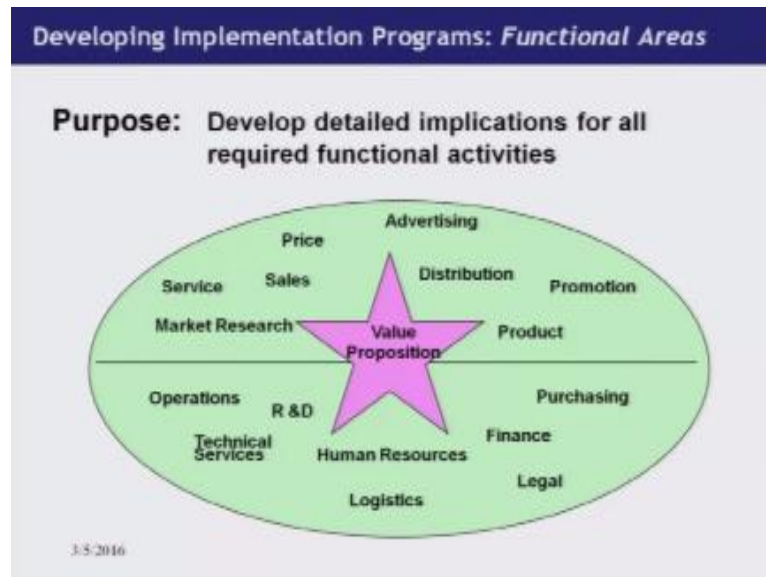 Developing Implementation Programs: Functional Areas
Purpose: Develop detailed implications for all
required functional activities
Advertising
Price
Distribution
Sales
Service
Promotion
Market Research
Value
Proposition
Product
Operations
R &D
Purchasing
Technical
Services
Finance
Human Resources
Legal
Logistics
3/5/2016